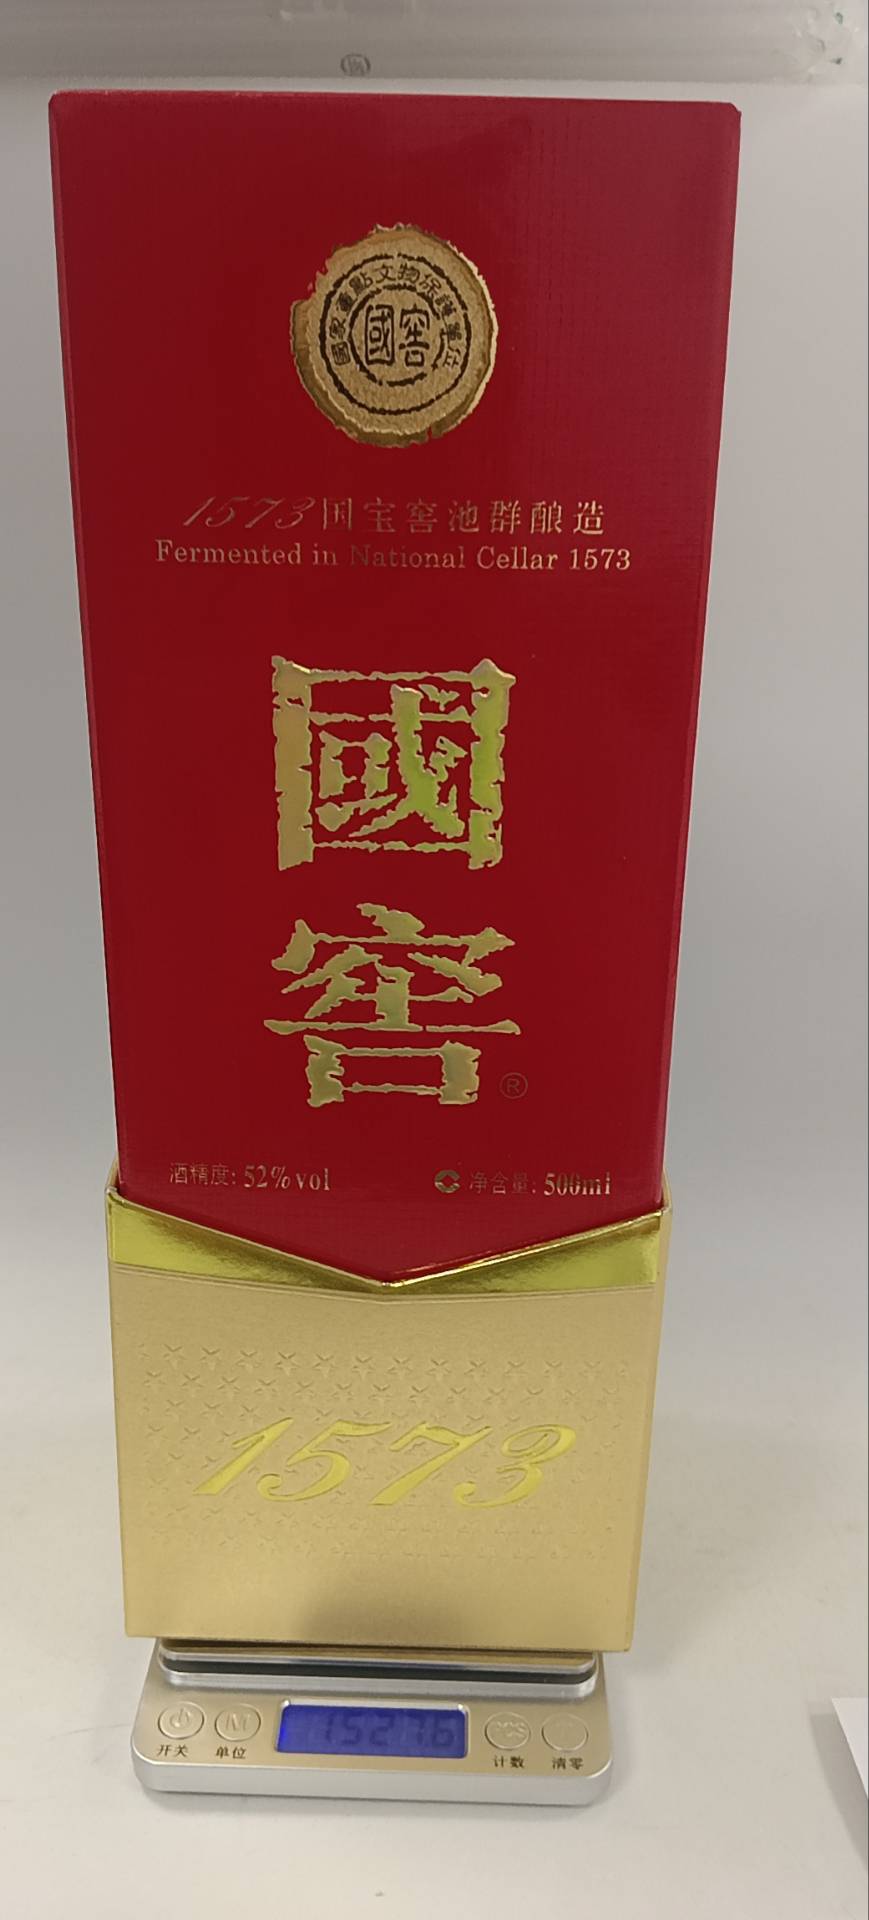 國家重點文物保護單位
國窖
1573国宝窖池群酿造
Fermented in National Cellar 1573
國
窖
®
酒精度: 52%vol
净含量: 500ml
1573
1527.6
M
PCS
开关
单位
计数
清零